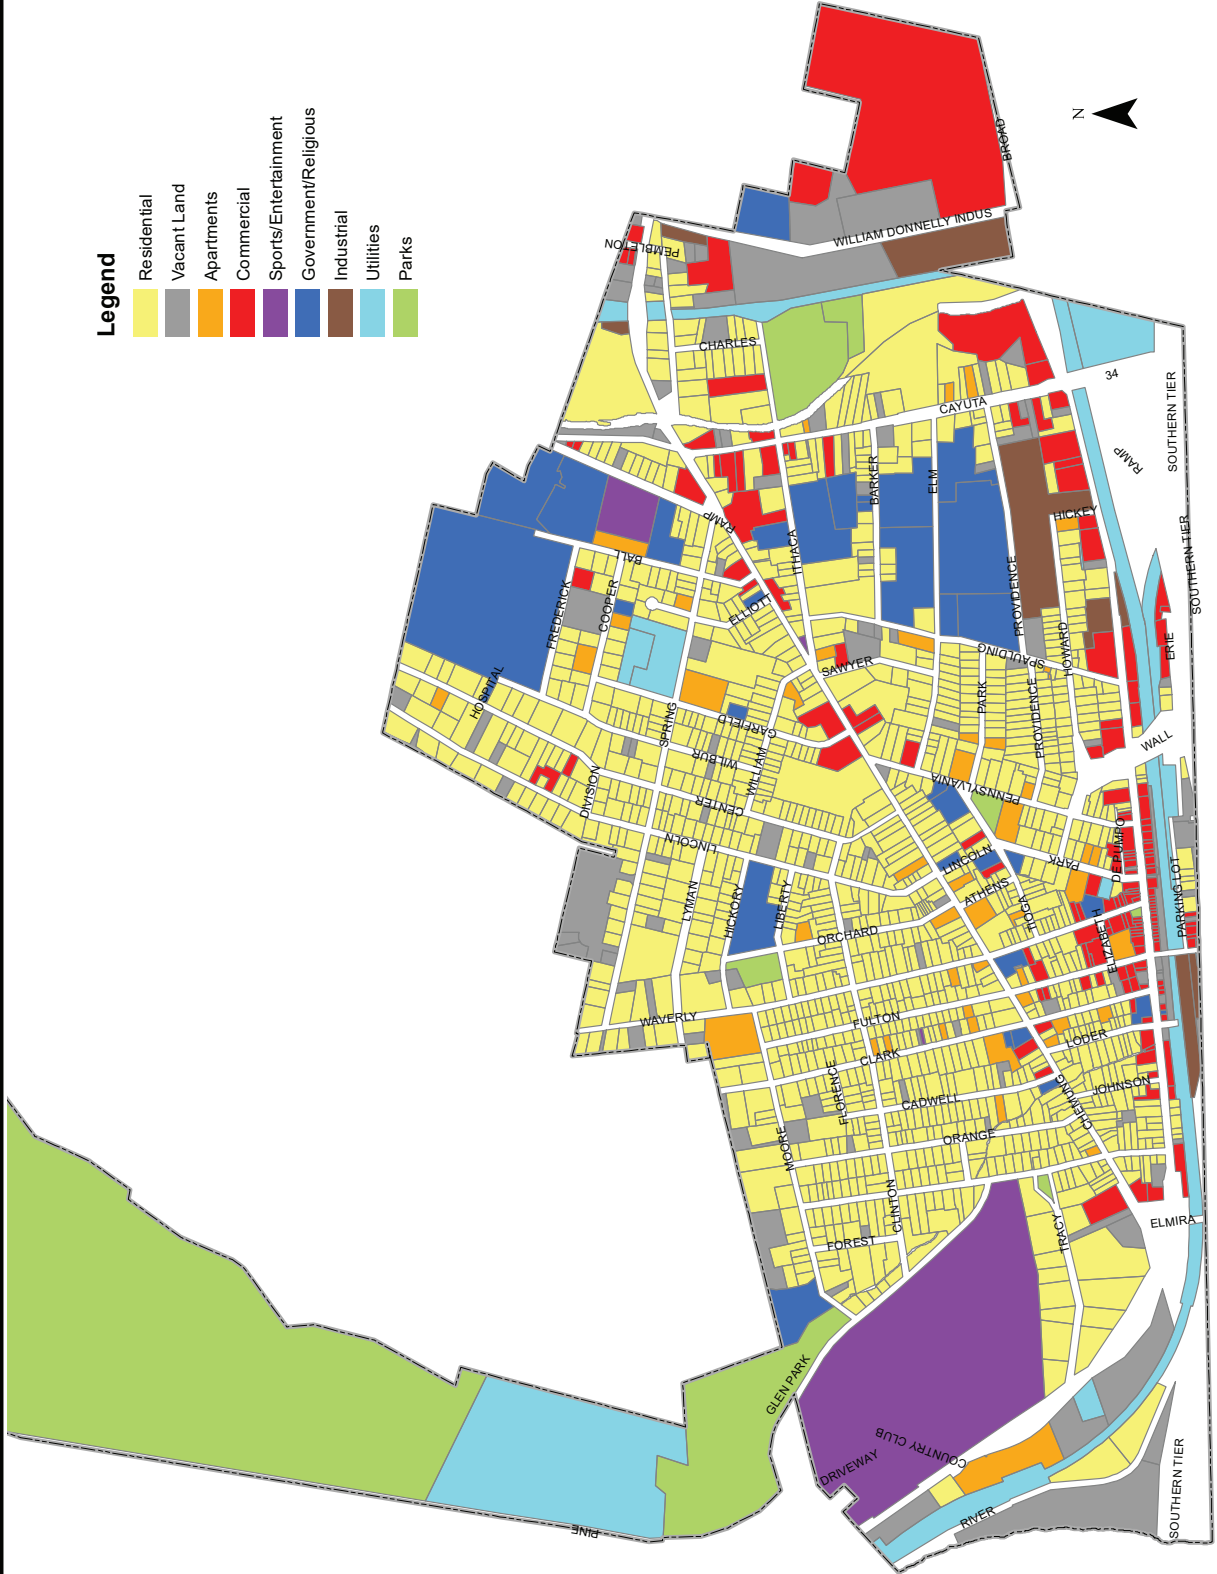 Legend
Residential
Vacant Land
Apartments
Commercial
Sports/Entertainment
Government/Religious
Industrial
Utilities
Parks
N
BROAD
WILLIAM DONNELLY INDUS
PEMBLETON
CHARLES
CAYUTA
34
SOUTHERN TIER
RAMP
BARKER
ELM
HICKEY
RAMP
ITHACA
BALL
SOUTHERN TIER
FREDERICK
COOPER
ELLIOTT
PROVIDENCE
HOWARD
SPAULDING
ERIE
SAWYER
HOSPITAL
PARK
PROVIDENCE
SPRING
GARFIELD
WALL
WILBUR
WILLIAM
DIVISION
CENTER
PENNSYLVANIA
LINCOLN
DE PUMPO
LINCOLN
PARK
LYMAN
HICKORY
LIBERTY
ATHENS
TIOGA
PARKING LOT
ORCHARD
ELIZABETH
WAVERLY
FULTON
CLARK
LODER
FLORENCE
CADWELL
CHEMUNG
JOHNSON
MOORE
ORANGE
CLINTON
FOREST
TRACY
ELMIRA
GLEN PARK
COUNTRY CLUB
DRIVEWAY
RIVER
SOUTHERN TIER
PINE